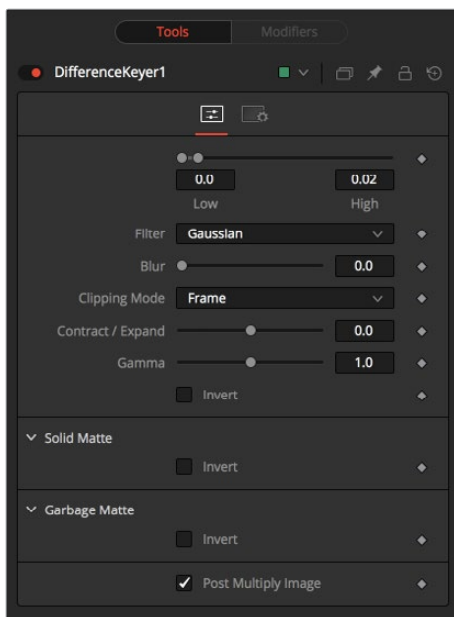 Tools Modifiers
DifferenceKeyer1
0.0 0.02
Low High
Filter Gaussian
Blur 0.0
Clipping Mode Frame
Contract / Expand 0.0
Gamma 1.0
Invert
Solid Matte
Invert
Garbage Matte
Invert
Post Multiply Image